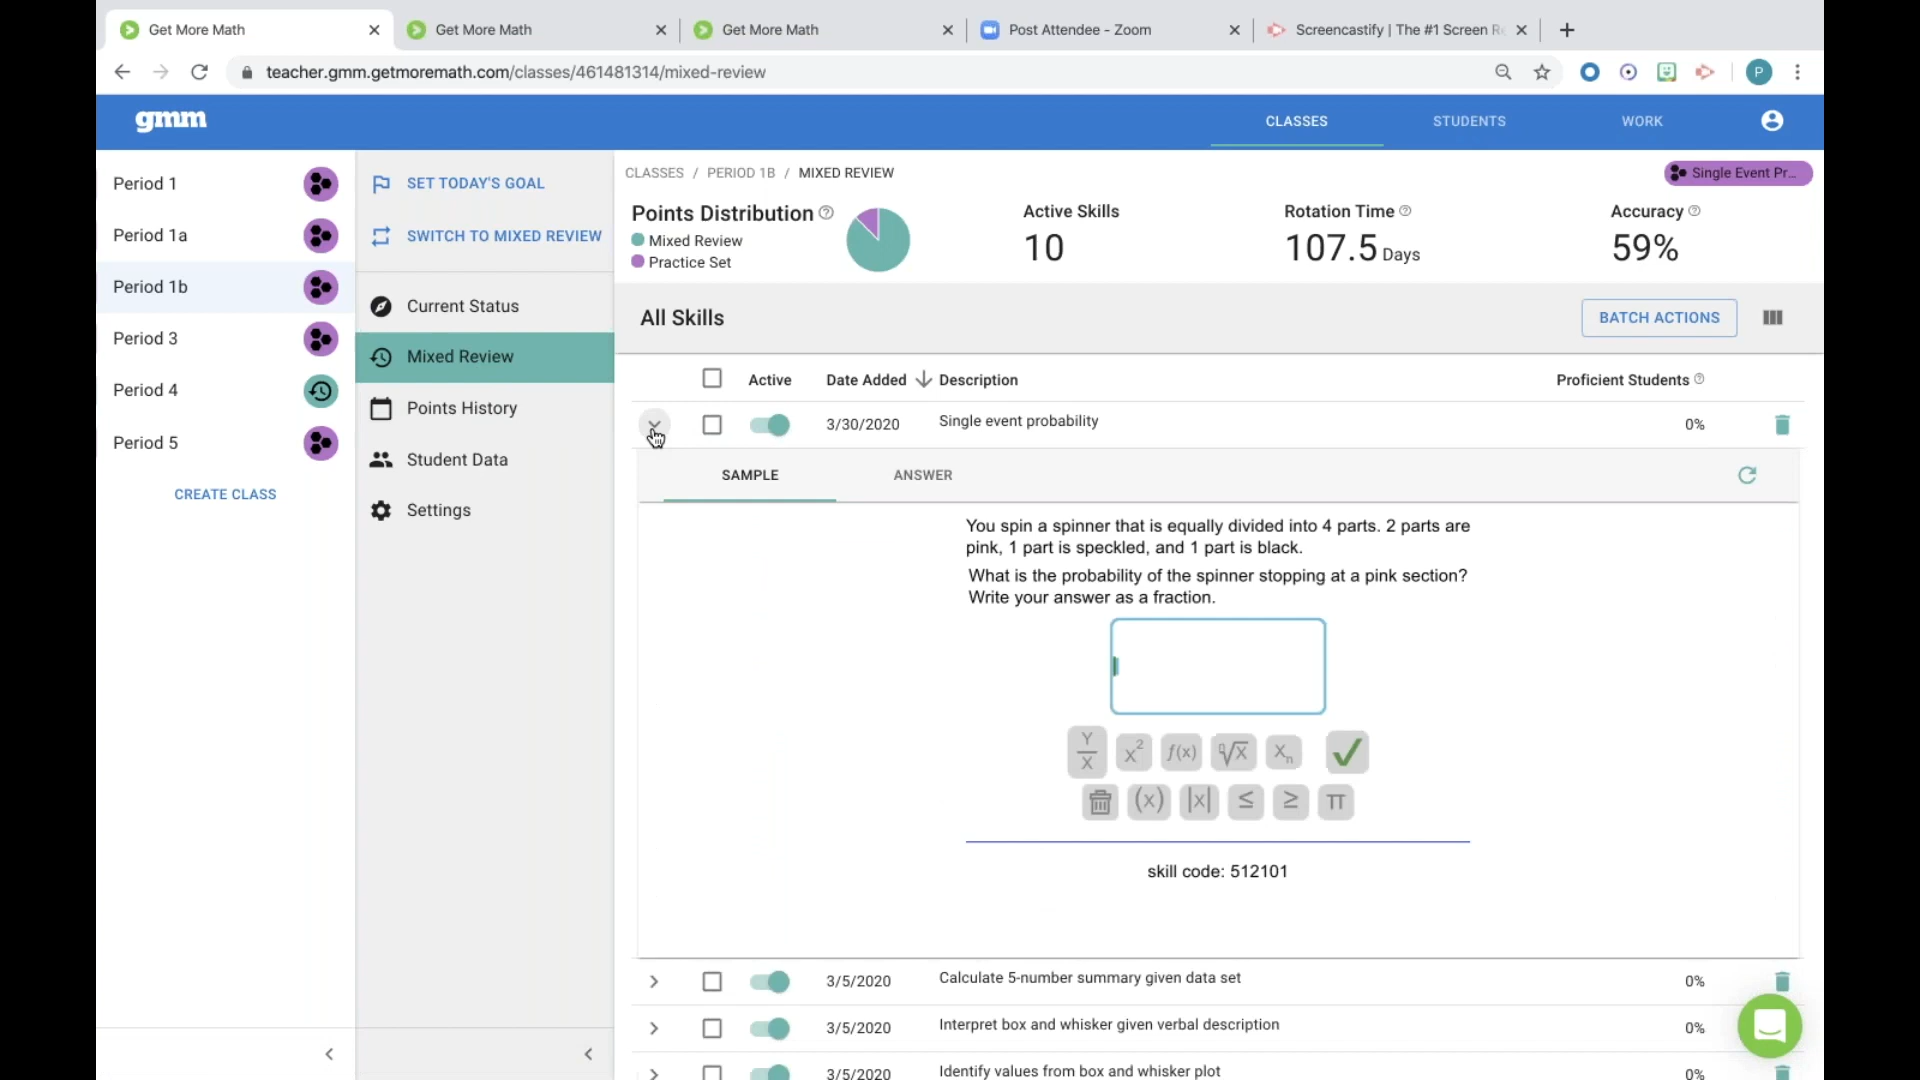 Get More Math
Get More Math
Get More Math
Post Attendee - Zoom
Screencastify | The #1 Screen R
teacher.gmm.getmoremath.com/classes/461481314/mixed-review
P
gmm
CLASSES
STUDENTS
WORK
Period 1
Period 1a
Period 1b
Period 3
Period 4
Period 5
CREATE CLASS
SET TODAY'S GOAL
SWITCH TO MIXED REVIEW
Current Status
Mixed Review
Points History
Student Data
Settings
CLASSES / PERIOD 1B / MIXED REVIEW
Single Event Pr...
Points Distribution
Mixed Review
Practice Set
Active Skills
10
Rotation Time
107.5 Days
Accuracy
59%
All Skills
BATCH ACTIONS
Active Date Added Description Proficient Students
3/30/2020 Single event probability 0%
SAMPLE ANSWER
You spin a spinner that is equally divided into 4 parts. 2 parts are
pink, 1 part is speckled, and 1 part is black.
What is the probability of the spinner stopping at a pink section?
Write your answer as a fraction.
Y/X x² f(x) ⁿ√x Xn ✓
(x) |x| ≤ ≥ π
skill code: 512101
3/5/2020 Calculate 5-number summary given data set 0%
3/5/2020 Interpret box and whisker given verbal description 0%
3/5/2020 Identify values from box and whisker plot 0%